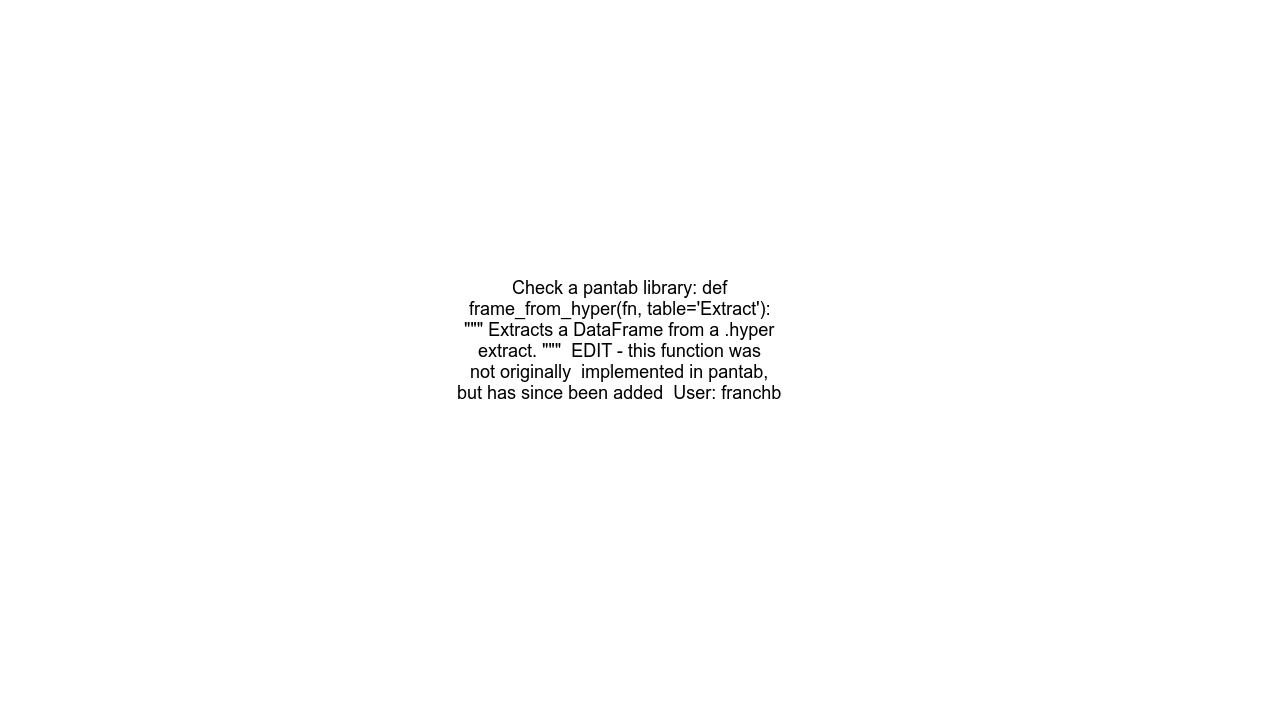 Check a pantab library: def
frame_from_hyper(fn, table='Extract'):
""" Extracts a DataFrame from a .hyper
extract. """  EDIT - this function was
not originally  implemented in pantab,
but has since been added  User: franchb